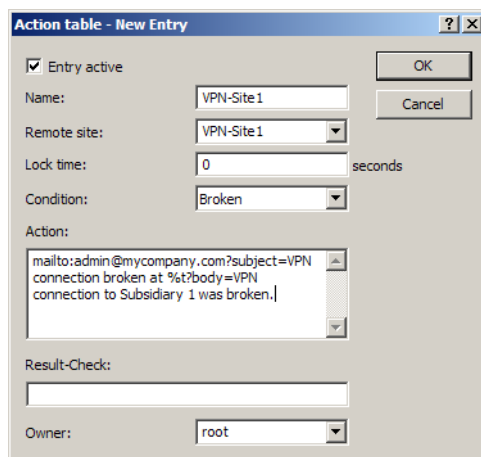 Action table - New Entry
Entry active
OK
Name:
VPN-Site1
Cancel
Remote site:
VPN-Site1
Lock time:
0
seconds
Condition:
Broken
Action:
mailto:admin@mycompany.com?subject=VPN
connection broken at %t?body=VPN
connection to Subsidiary 1 was broken.
Result-Check:
Owner:
root